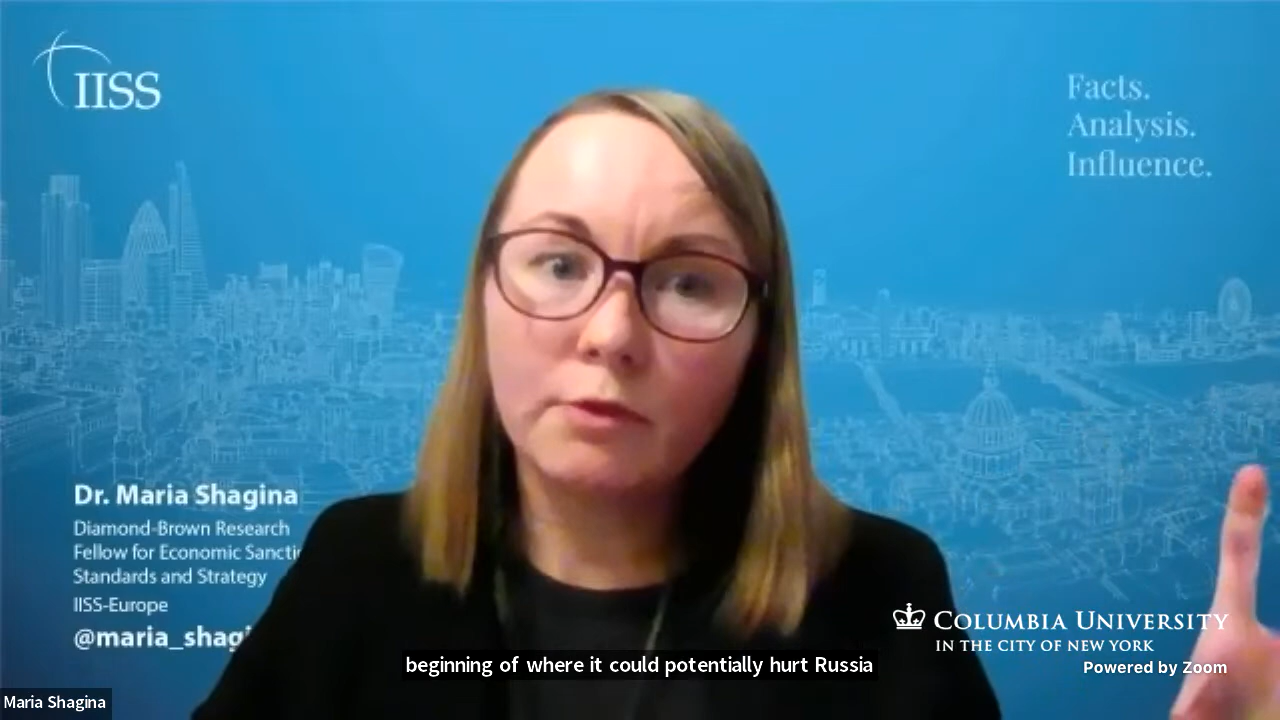 IISS
Facts.
Analysis.
Influence.
Dr. Maria Shagina
Diamond-Brown Research
Fellow for Economic Sancti
Standards and Strategy
IISS-Europe
@maria_shagi
COLUMBIA UNIVERSITY
IN THE CITY OF NEW YORK
Powered by Zoom
beginning of where it could potentially hurt Russia
Maria Shagina